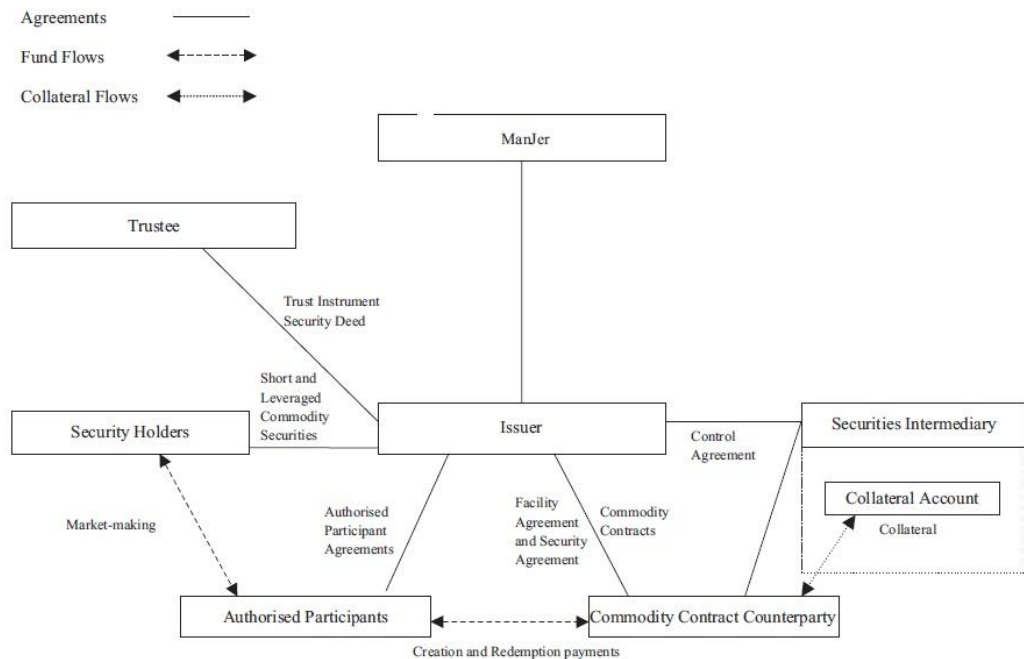 Agreements
Fund Flows
Collateral Flows
ManJer
Trustee
Trust Instrument
Security Deed
Short and
Leveraged
Commodity
Securities
Security Holders
Issuer
Securities Intermediary
Control
Agreement
Collateral Account
Collateral
Market-making
Authorised
Participant
Agreements
Facility
Agreement
and Security
Agreement
Commodity
Contracts
Authorised Participants
Commodity Contract Counterparty
Creation and Redemption payments